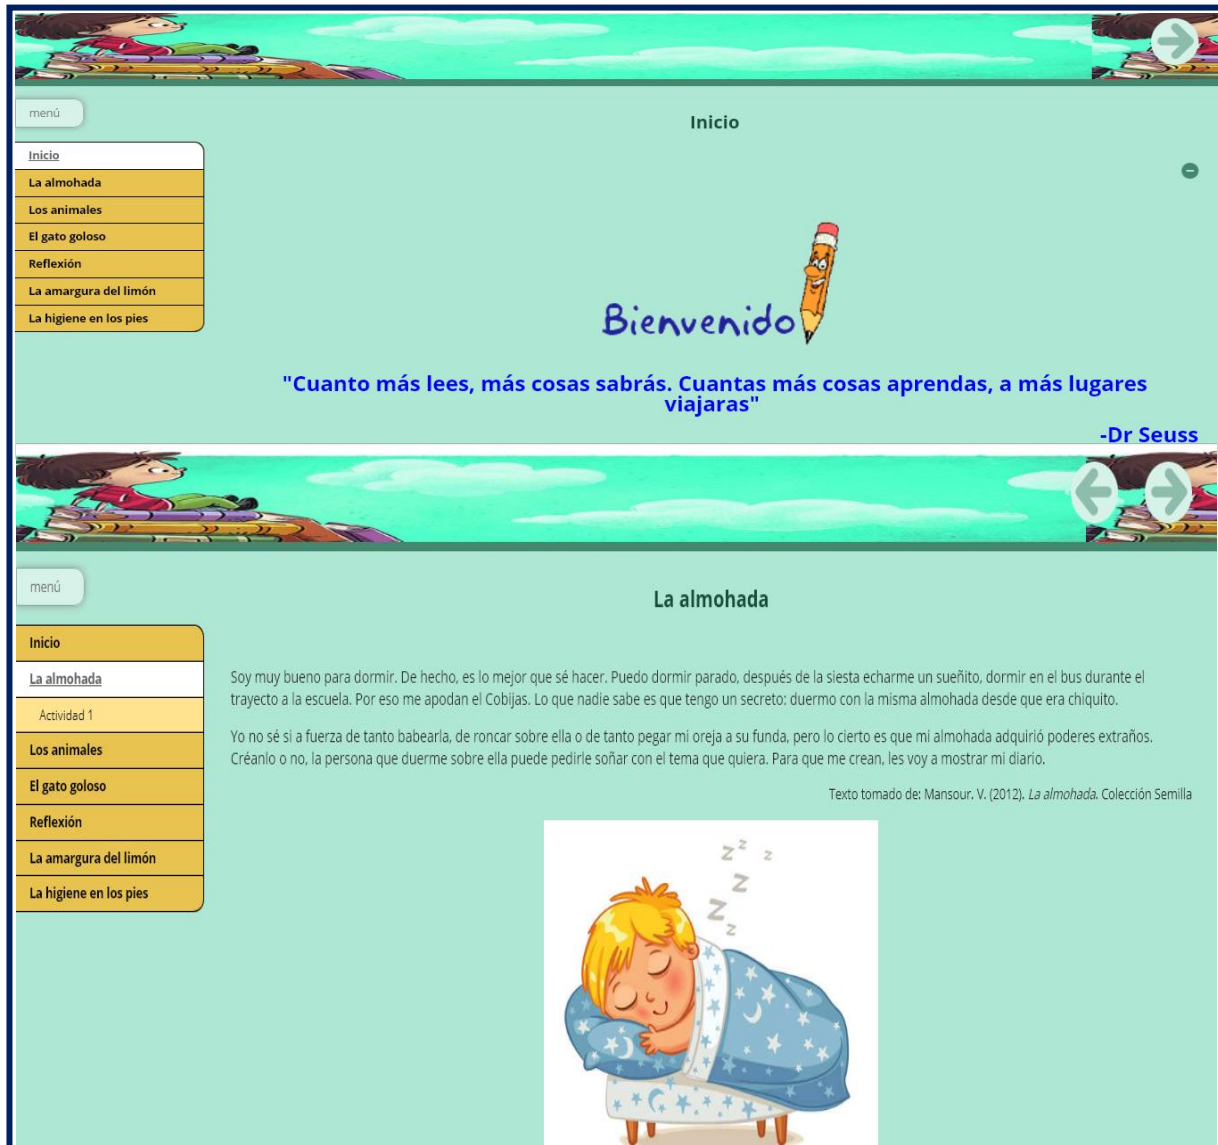 menú
Inicio
Inicio
La almohada
Los animales
El gato goloso
Reflexión
La amargura del limón
La higiene en los pies
Bienvenido
"Cuanto más lees, más cosas sabrás. Cuantas más cosas aprendas, a más lugares
viajaras"
-Dr Seuss
menú
La almohada
Inicio
La almohada
Actividad 1
Los animales
El gato goloso
Reflexión
La amargura del limón
La higiene en los pies
Soy muy bueno para dormir. De hecho, es lo mejor que sé hacer. Puedo dormir parado, después de la siesta echarme un sueñito, dormir en el bus durante el
trayecto a la escuela. Por eso me apodan el Cobijas. Lo que nadie sabe es que tengo un secreto: duermo con la misma almohada desde que era chiquito.
Yo no sé si a fuerza de tanto babearla, de roncar sobre ella o de tanto pegar mi oreja a su funda, pero lo cierto es que mi almohada adquirió poderes extraños.
Créanlo o no, la persona que duerme sobre ella puede pedirle soñar con el tema que quiera. Para que me crean, les voy a mostrar mi diario.
Texto tomado de: Mansour. V. (2012). La almohada. Colección Semilla
z z z
z
z z